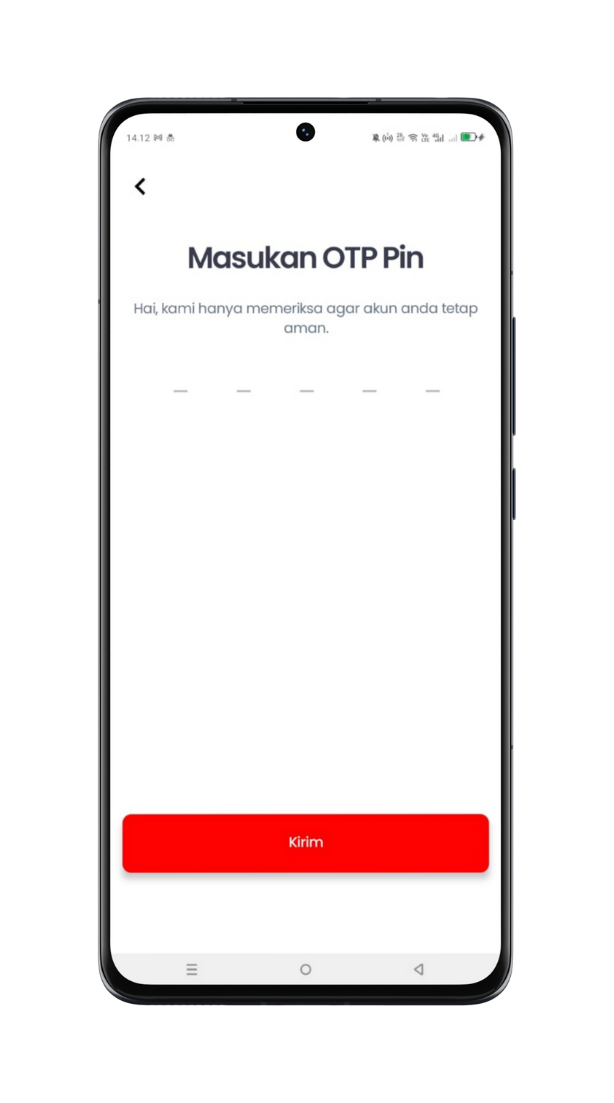 14.12
Masukan OTP Pin
Hai, kami hanya memeriksa agar akun anda tetap
aman.
Kirim